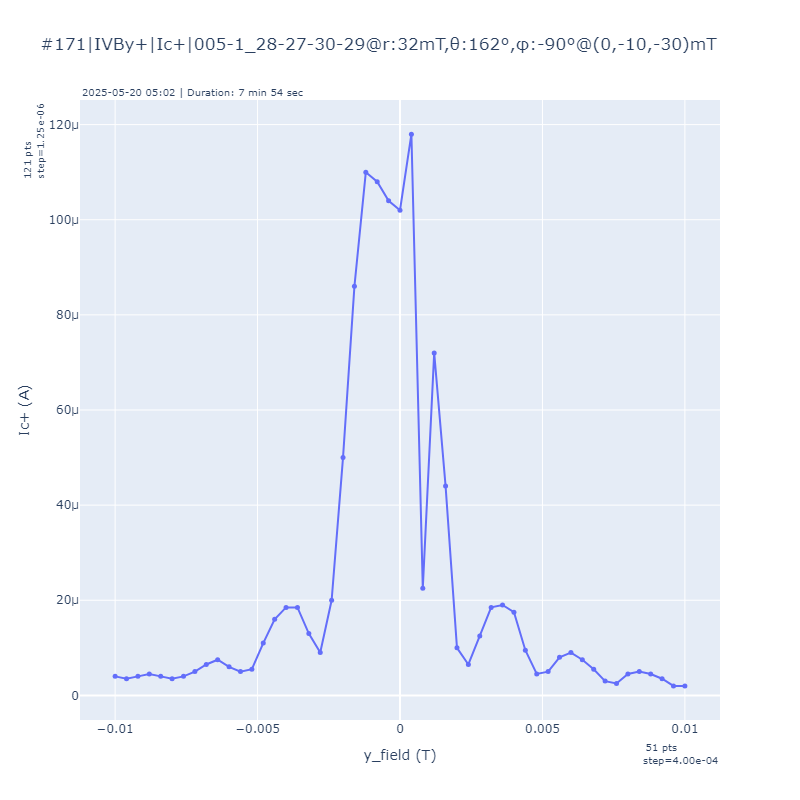 #171|IVBy+|Ic+|005-1_28-27-30-29@r:32mT,θ:162°,φ:-90°@(0,-10,-30)mT
2025-05-20 05:02 | Duration: 7 min 54 sec
121 pts
step=1.25e-06
120μ
100μ
80μ
60μ
40μ
20μ
0
Ic+ (A)
−0.01
−0.005
0
0.005
0.01
y_field (T)
51 pts
step=4.00e-04